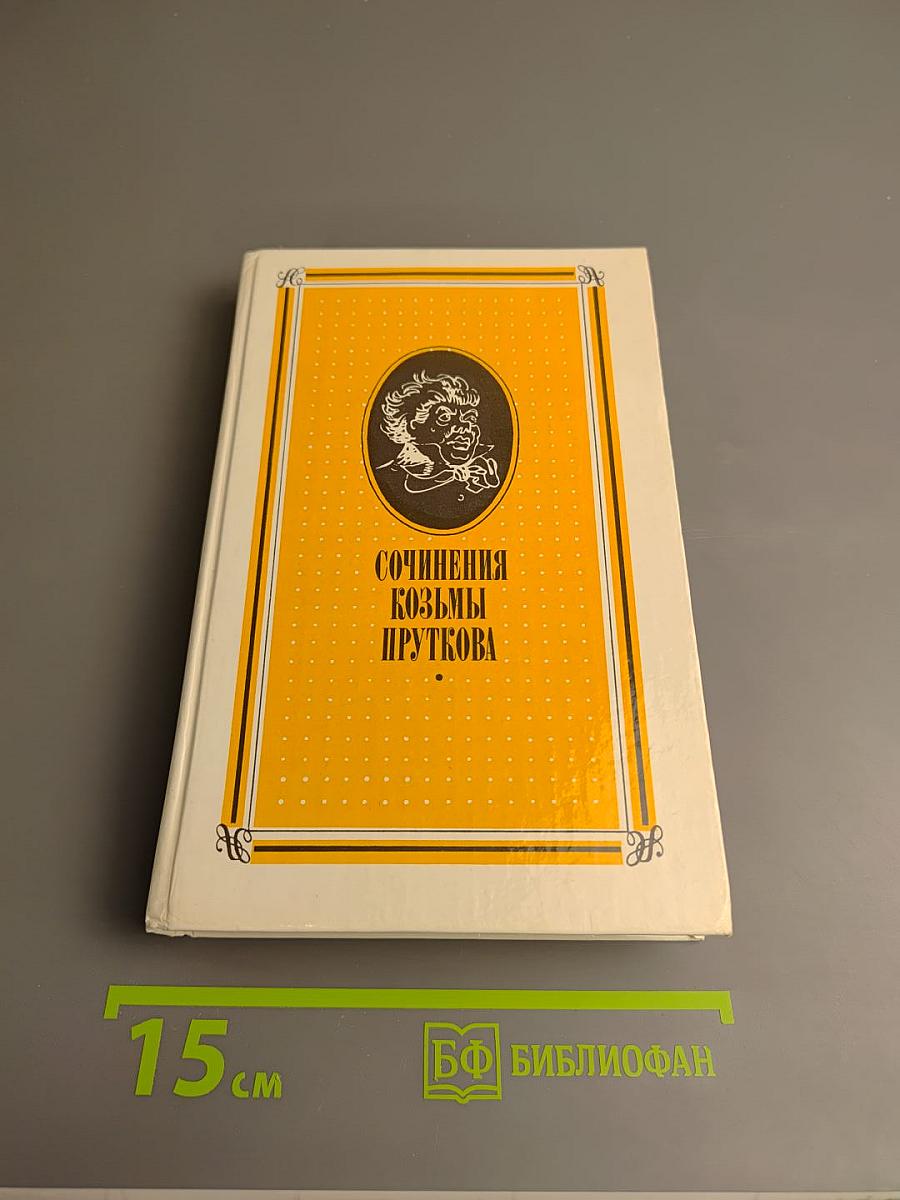 СОЧИНЕНИЯ
КОЗЬМЫ
ПРУТКОВА
15 см
БФ БИБЛИОФАН